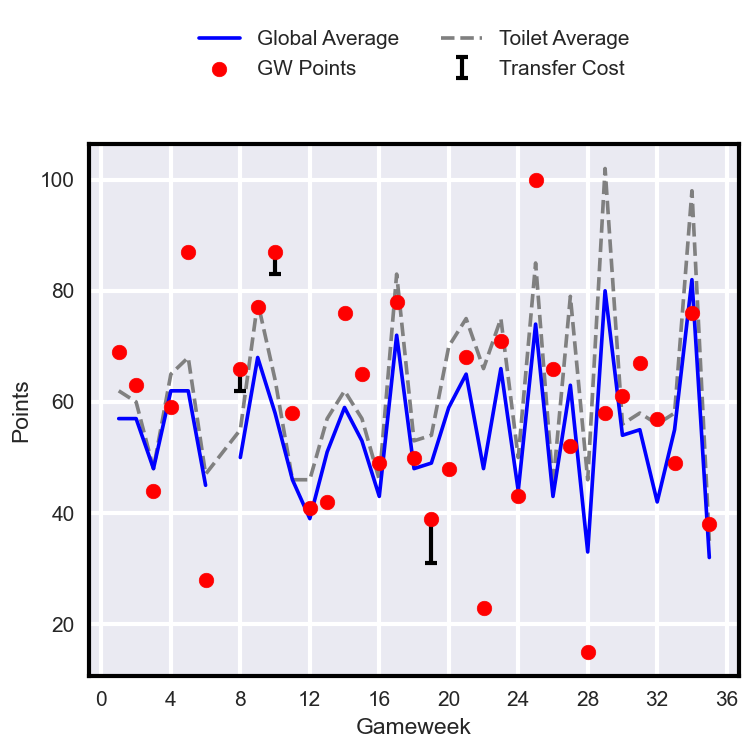 Global Average
Toilet Average
GW Points
Transfer Cost
100
80
60
40
20
Points
0 4 8 12 16 20 24 28 32 36
Gameweek